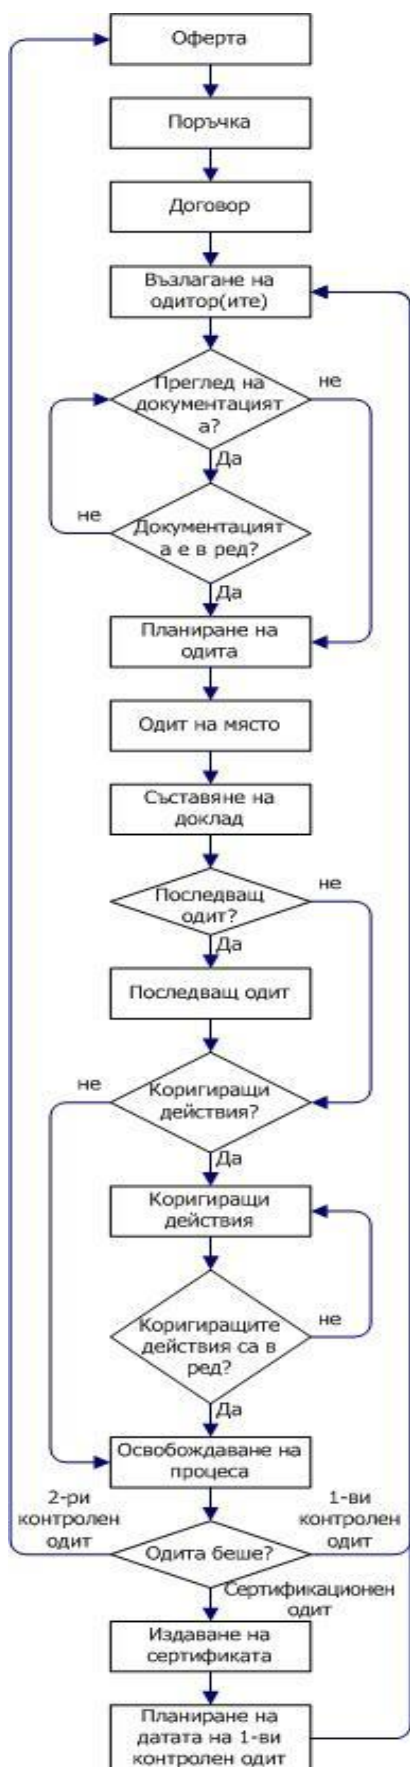 Оферта
Поръчка
Договор
Възлагане на
одитор(ите)
Преглед на
документацият
а?
не
Да
не
Документацият
а е в ред?
Да
Планиране на
одита
Одит на място
Съставяне на
доклад
Последващ
одит?
не
Да
Последващ одит
не
Коригиращи
действия?
Да
Коригиращи
действия
Коригиращите
действия са в
ред?
не
Да
Освобождаване на
процеса
2-ри
контролен
одит
Одита беше?
1-ви
контролен
одит
Сертификационен
одит
Издаване на
сертификата
Планиране на
датата на 1-ви
контролен одит